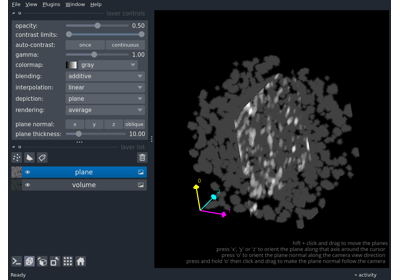 File View Plugins Window Help
layer controls
opacity: 0.50
contrast limits:
auto-contrast: once continuous
gamma: 1.00
colormap: gray
blending: additive
interpolation: linear
depiction: plane
rendering: average
plane normal: x y z oblique
plane thickness: 10.00
layer list
plane
volume
0
hift + click and drag to move the planes
press 'x', 'y' or 'z' to orient the plane along that axis around the cursor
press 'o' to orient the plane normal along the camera view direction
press and hold 'o' then click and drag to make the plane normal follow the camera
Ready
activity